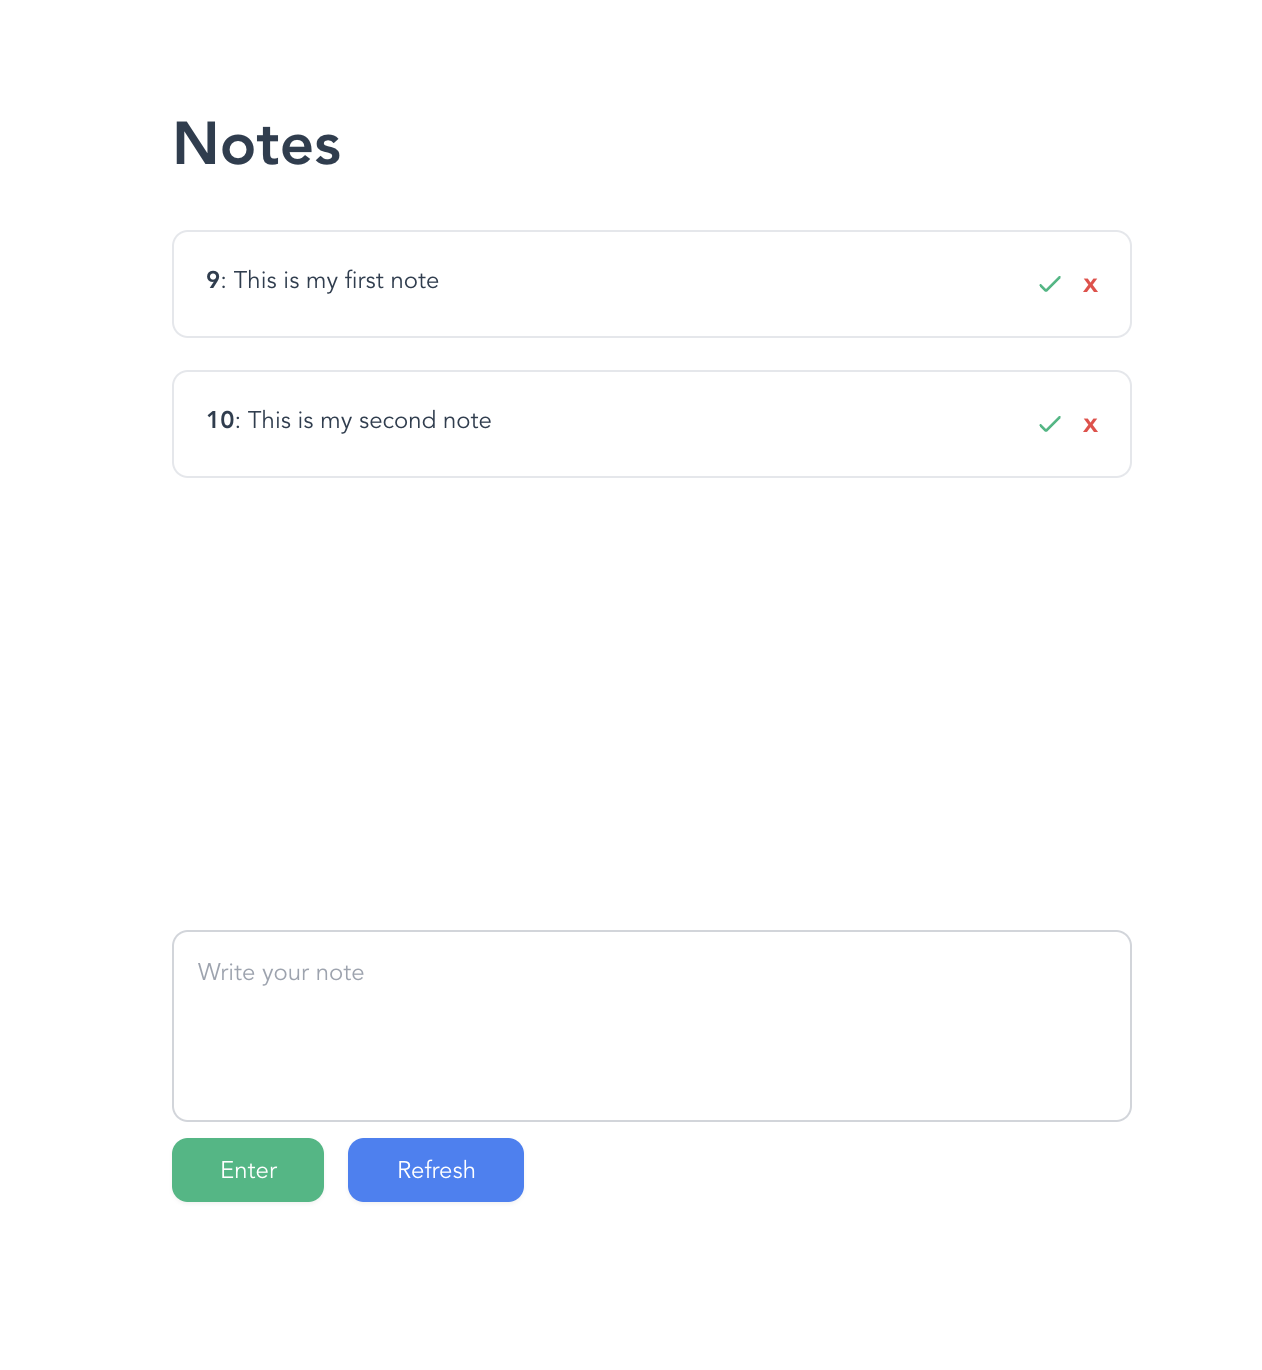 Notes
9: This is my first note
x
10: This is my second note
x
Write your note
Enter
Refresh